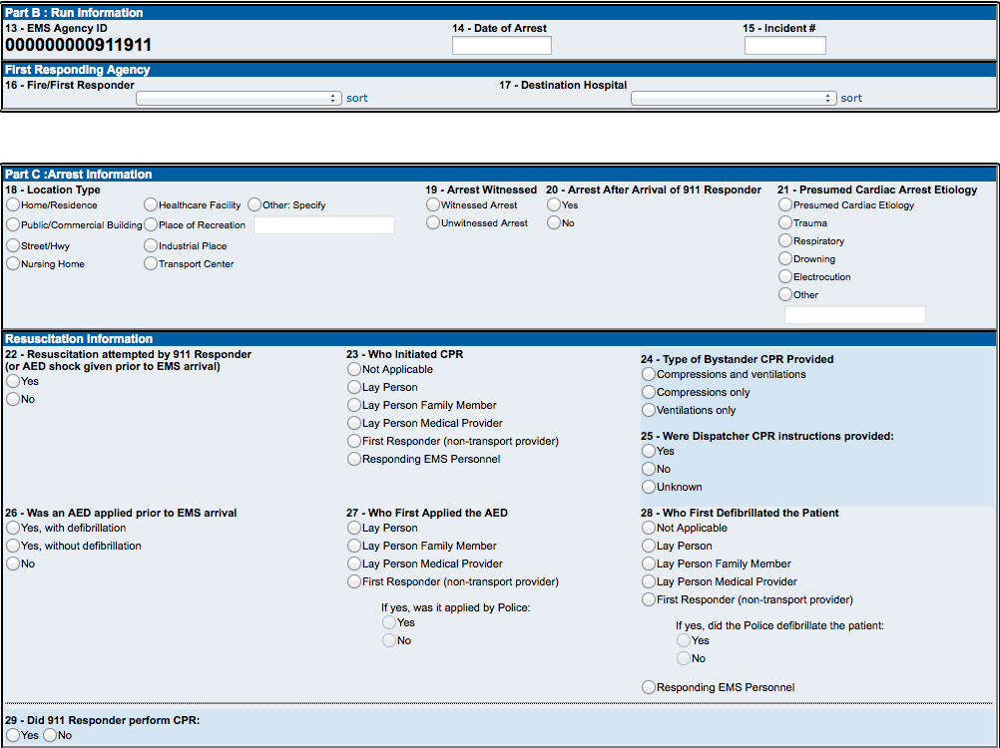 Part B : Run Information
13 - EMS Agency ID
14 - Date of Arrest
15 - Incident #
000000000911911
First Responding Agency
16 - Fire/First Responder
sort
17 - Destination Hospital
sort
Part C :Arrest Information
18 - Location Type
Home/Residence
Healthcare Facility
Other: Specify
Public/Commercial Building
Place of Recreation
Street/Hwy
Industrial Place
Nursing Home
Transport Center
19 - Arrest Witnessed
Witnessed Arrest
Unwitnessed Arrest
20 - Arrest After Arrival of 911 Responder
Yes
No
21 - Presumed Cardiac Arrest Etiology
Presumed Cardiac Etiology
Trauma
Respiratory
Drowning
Electrocution
Other
Resuscitation Information
22 - Resuscitation attempted by 911 Responder
(or AED shock given prior to EMS arrival)
Yes
No
23 - Who Initiated CPR
Not Applicable
Lay Person
Lay Person Family Member
Lay Person Medical Provider
First Responder (non-transport provider)
Responding EMS Personnel
24 - Type of Bystander CPR Provided
Compressions and ventilations
Compressions only
Ventilations only
25 - Were Dispatcher CPR instructions provided:
Yes
No
Unknown
26 - Was an AED applied prior to EMS arrival
Yes, with defibrillation
Yes, without defibrillation
No
27 - Who First Applied the AED
Lay Person
Lay Person Family Member
Lay Person Medical Provider
First Responder (non-transport provider)
If yes, was it applied by Police:
Yes
No
28 - Who First Defibrillated the Patient
Not Applicable
Lay Person
Lay Person Family Member
Lay Person Medical Provider
First Responder (non-transport provider)
If yes, did the Police defibrillate the patient:
Yes
No
Responding EMS Personnel
29 - Did 911 Responder perform CPR:
Yes
No